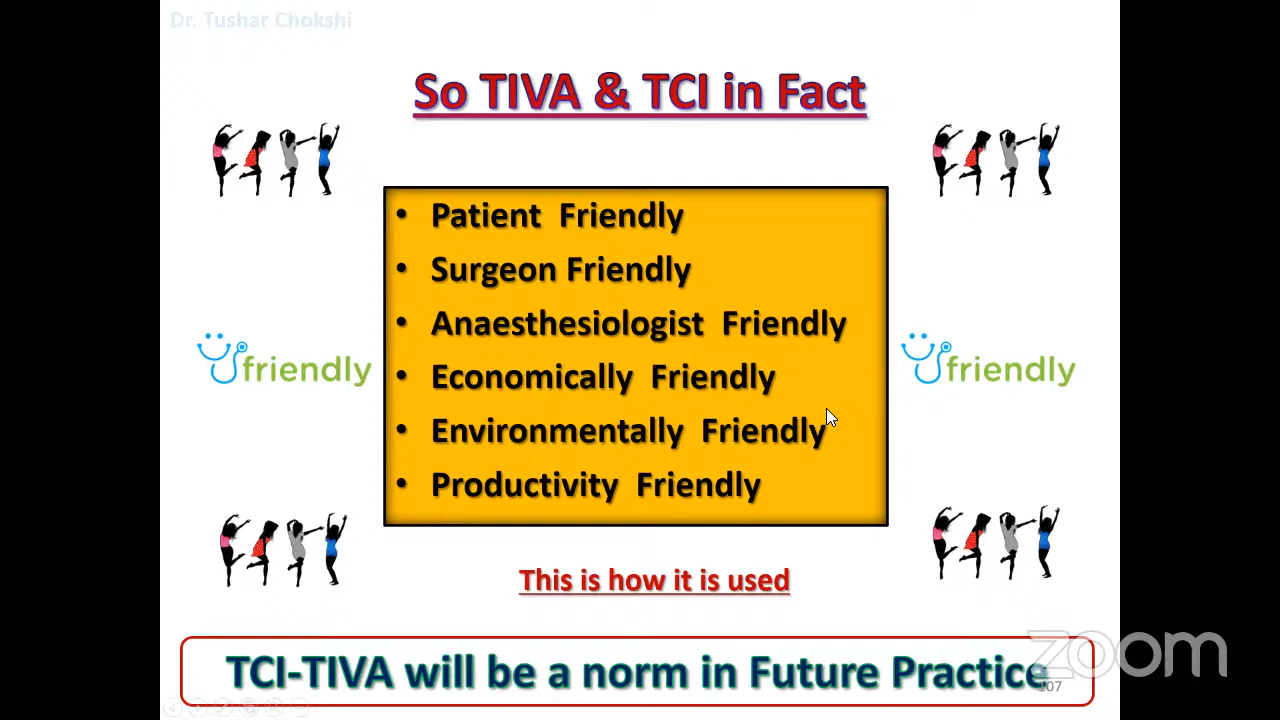 Dr. Tushar Chokshi
So TIVA & TCI in Fact
• Patient Friendly
• Surgeon Friendly
• Anaesthesiologist Friendly
friendly
• Economically Friendly
friendly
• Environmentally Friendly
• Productivity Friendly
This is how it is used
TCI-TIVA will be a norm in Future Practice
zoom
107